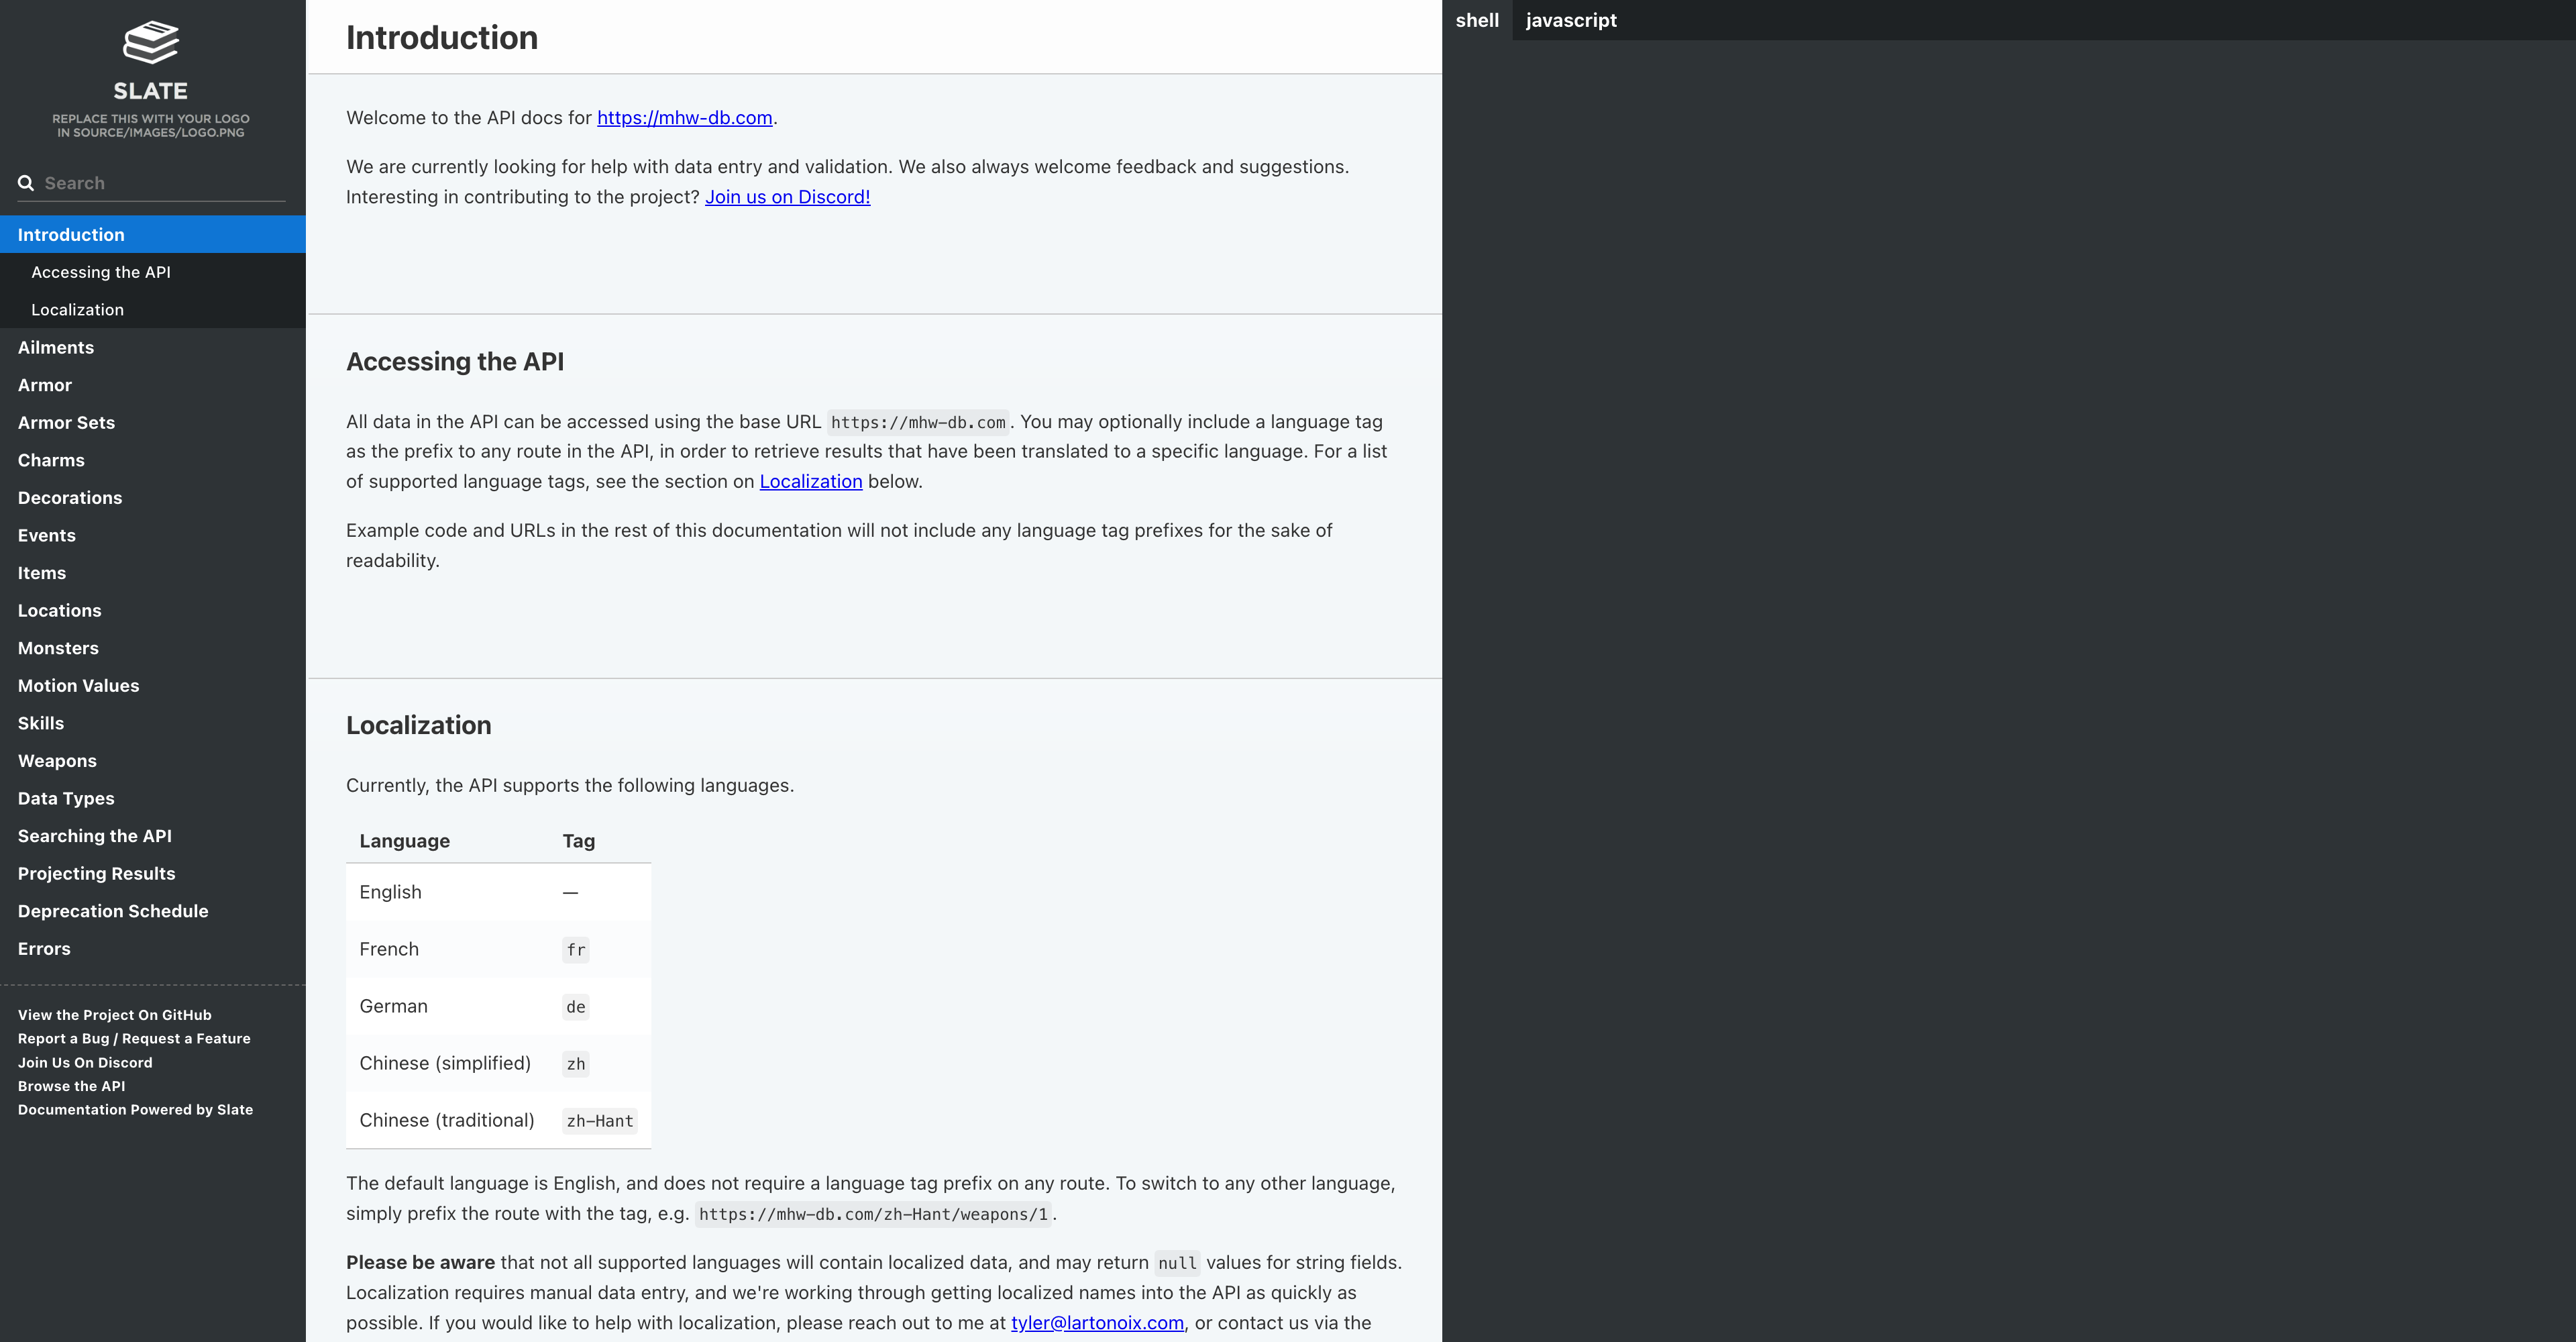 SLATE
REPLACE THIS WITH YOUR LOGO
IN SOURCE/IMAGES/LOGO.PNG
Search
Introduction
Accessing the API
Localization
Ailments
Armor
Armor Sets
Charms
Decorations
Events
Items
Locations
Monsters
Motion Values
Skills
Weapons
Data Types
Searching the API
Projecting Results
Deprecation Schedule
Errors
View the Project On GitHub
Report a Bug / Request a Feature
Join Us On Discord
Browse the API
Documentation Powered by Slate
Introduction
Welcome to the API docs for https://mhw-db.com.
We are currently looking for help with data entry and validation. We also always welcome feedback and suggestions.
Interesting in contributing to the project? Join us on Discord!
Accessing the API
All data in the API can be accessed using the base URL https://mhw-db.com. You may optionally include a language tag
as the prefix to any route in the API, in order to retrieve results that have been translated to a specific language. For a list
of supported language tags, see the section on Localization below.
Example code and URLs in the rest of this documentation will not include any language tag prefixes for the sake of
readability.
Localization
Currently, the API supports the following languages.
Language Tag
English —
French fr
German de
Chinese (simplified) zh
Chinese (traditional) zh-Hant
The default language is English, and does not require a language tag prefix on any route. To switch to any other language,
simply prefix the route with the tag, e.g. https://mhw-db.com/zh-Hant/weapons/1.
Please be aware that not all supported languages will contain localized data, and may return null values for string fields.
Localization requires manual data entry, and we're working through getting localized names into the API as quickly as
possible. If you would like to help with localization, please reach out to me at tyler@lartonoix.com, or contact us via the
shell javascript